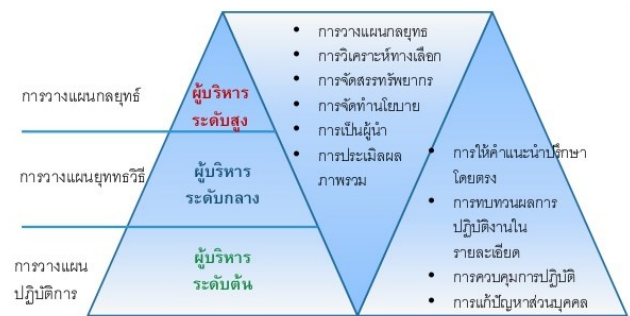 การวางแผนกลยุทธ์
การวางแผนยุทธวิธี
การวางแผน
ปฏิบัติการ
ผู้บริหาร
ระดับสูง
ผู้บริหาร
ระดับกลาง
ผู้บริหาร
ระดับต้น
• การวางแผนกลยุทธ
• การวิเคราะห์ทางเลือก
• การจัดสรรทรัพยากร
• การจัดทำนโยบาย
• การเป็นผู้นำ
• การประเมิลผล
ภาพรวม
• การให้คำแนะนำปรึกษา
โดยตรง
• การทบทวนผลการ
ปฏิบัติงานใน
รายละเอียด
• การควบคุมการปฏิบัติ
• การแก้ปัญหาส่วนบุคคล